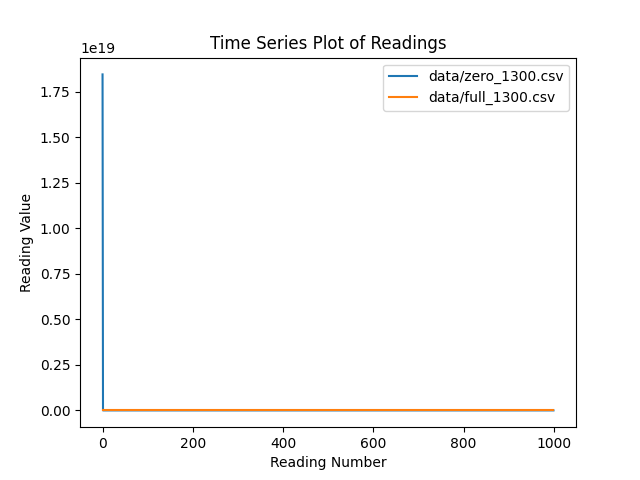 Time Series Plot of Readings
1e19
data/zero_1300.csv
data/full_1300.csv
1.75
1.50
1.25
1.00
0.75
0.50
0.25
0.00
Reading Value
0 200 400 600 800 1000
Reading Number